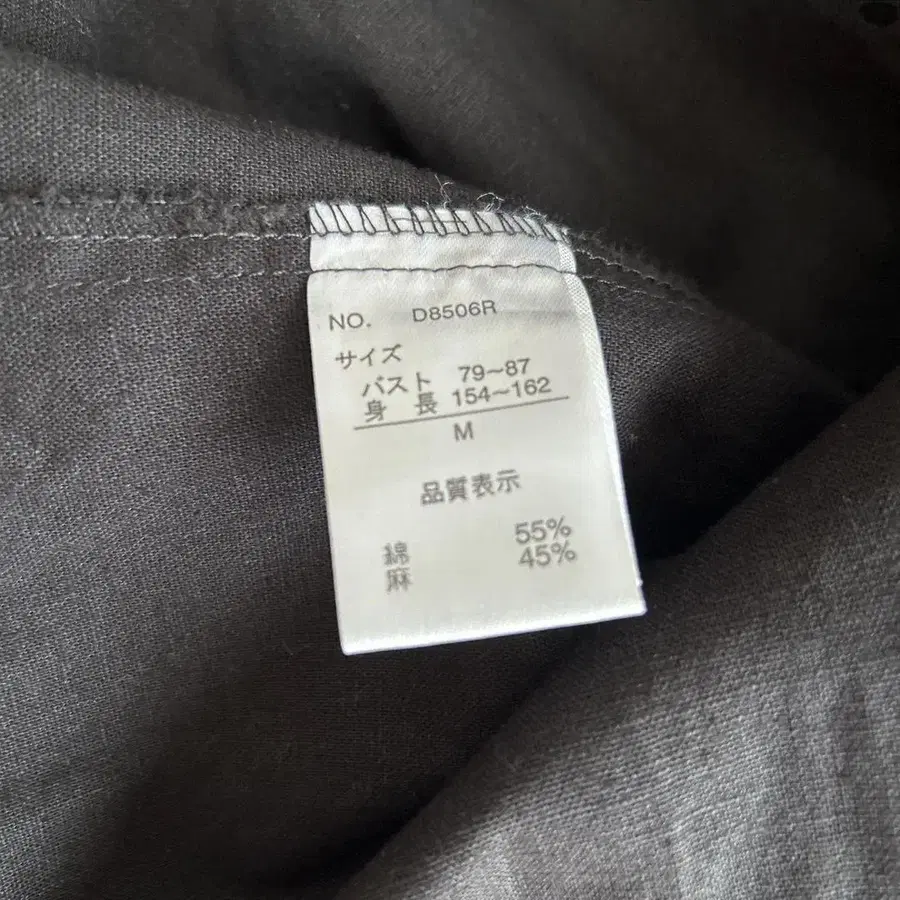 NO. D8506R
サイズ
バスト 79~87
身 長 154~162
M
品質表示
綿 55%
麻 45%